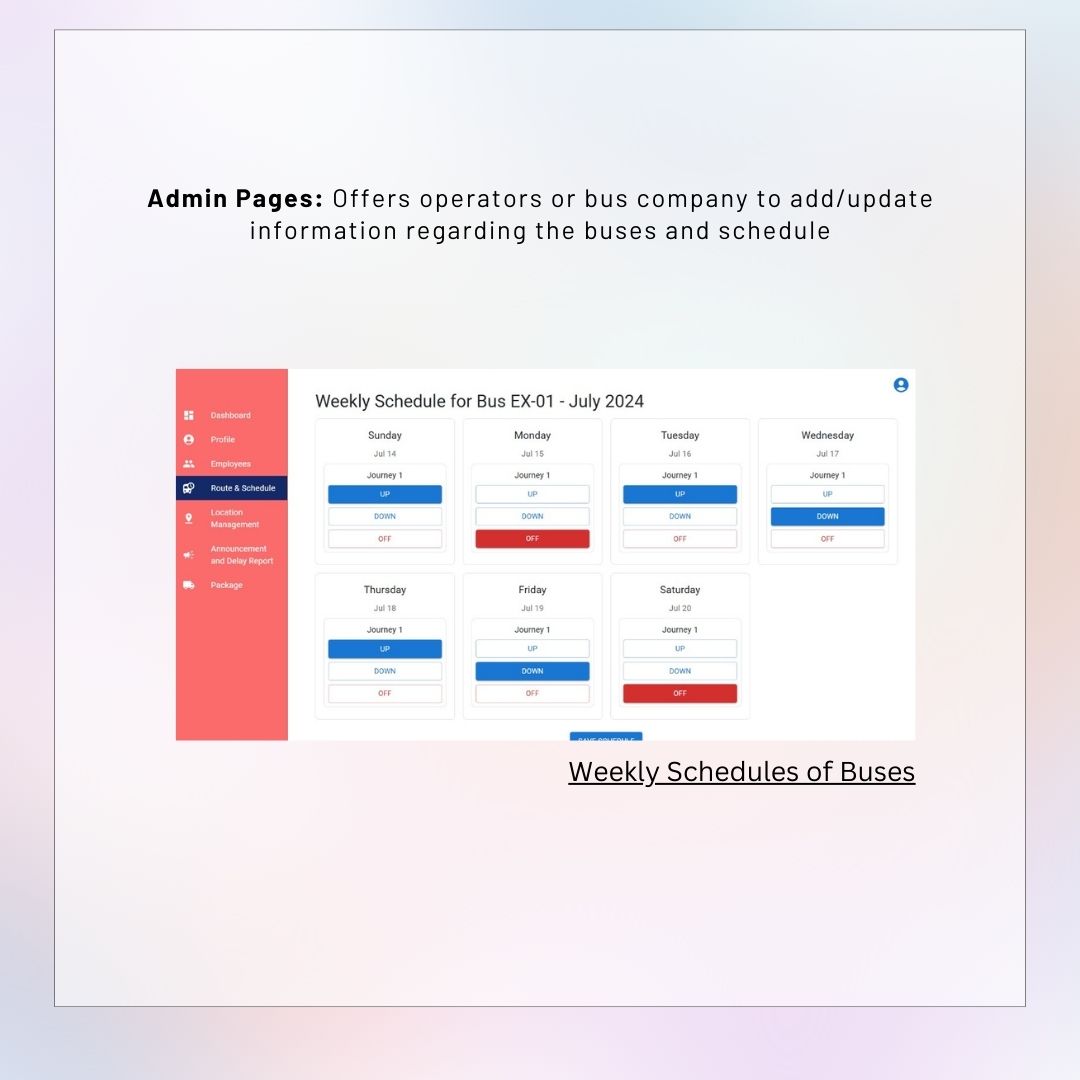 Admin Pages: Offers operators or bus company to add/update
information regarding the buses and schedule
Dashboard
Profile
Employees
Route & Schedule
Location
Management
Announcement
and Delay Report
Package
Weekly Schedule for Bus EX-01 - July 2024
Sunday
Jul 14
Journey 1
UP
DOWN
OFF
Monday
Jul 15
Journey 1
UP
DOWN
OFF
Tuesday
Jul 16
Journey 1
UP
DOWN
OFF
Wednesday
Jul 17
Journey 1
UP
DOWN
OFF
Thursday
Jul 18
Journey 1
UP
DOWN
OFF
Friday
Jul 19
Journey 1
UP
DOWN
OFF
Saturday
Jul 20
Journey 1
UP
DOWN
OFF
SAVE SCHEDULE
Weekly Schedules of Buses